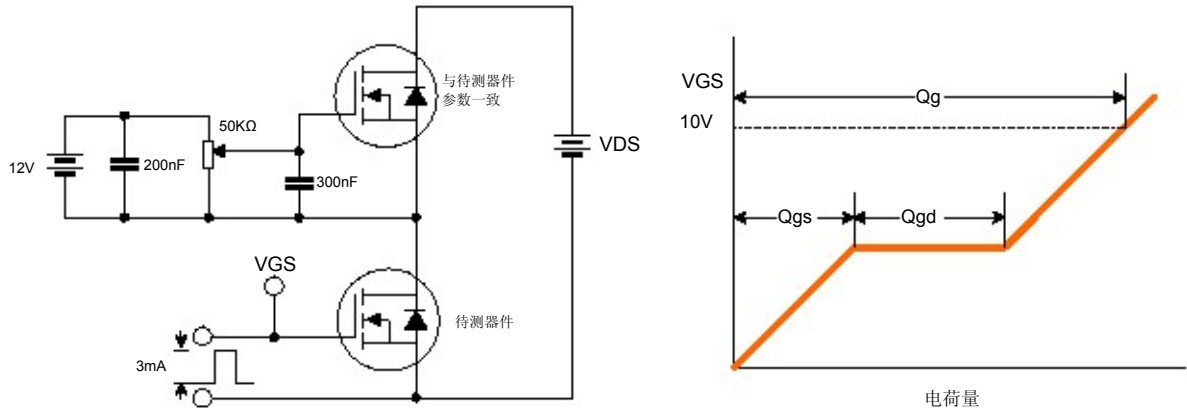 与待测器件
参数一致
50KΩ
12V
200nF
300nF
VDS
VGS
待测器件
3mA
VGS
Qg
10V
Qgs
Qgd
电荷量